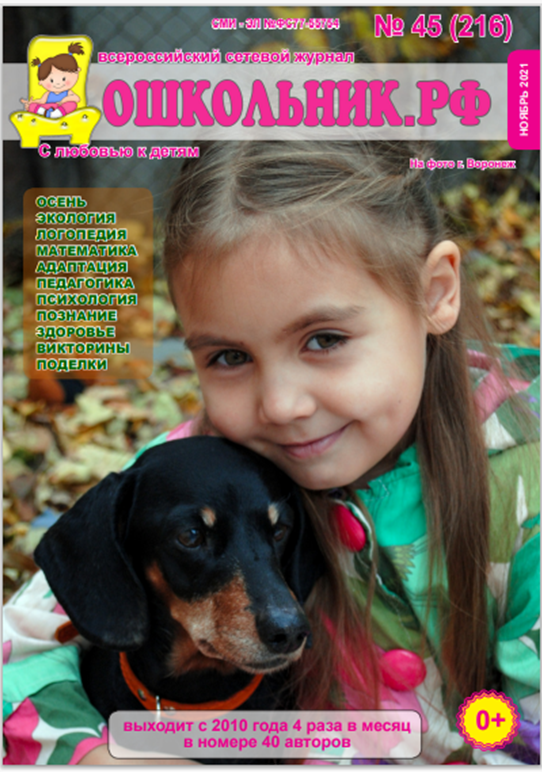 СМИ - ЭЛ №ФС77-55754
№ 45 (216)
всероссийский сетевой журнал
ДОШКОЛЬНИК.РФ
НОЯБРЬ 2021
С любовью к детям
На фото г. Воронеж
ОСЕНЬ
ЭКОЛОГИЯ
ЛОГОПЕДИЯ
МАТЕМАТИКА
АДАПТАЦИЯ
ПЕДАГОГИКА
ПСИХОЛОГИЯ
ПОЗНАНИЕ
ЗДОРОВЬЕ
ВИКТОРИНЫ
ПОДЕЛКИ
выходит с 2010 года 4 раза в месяц
в номере 40 авторов
0+